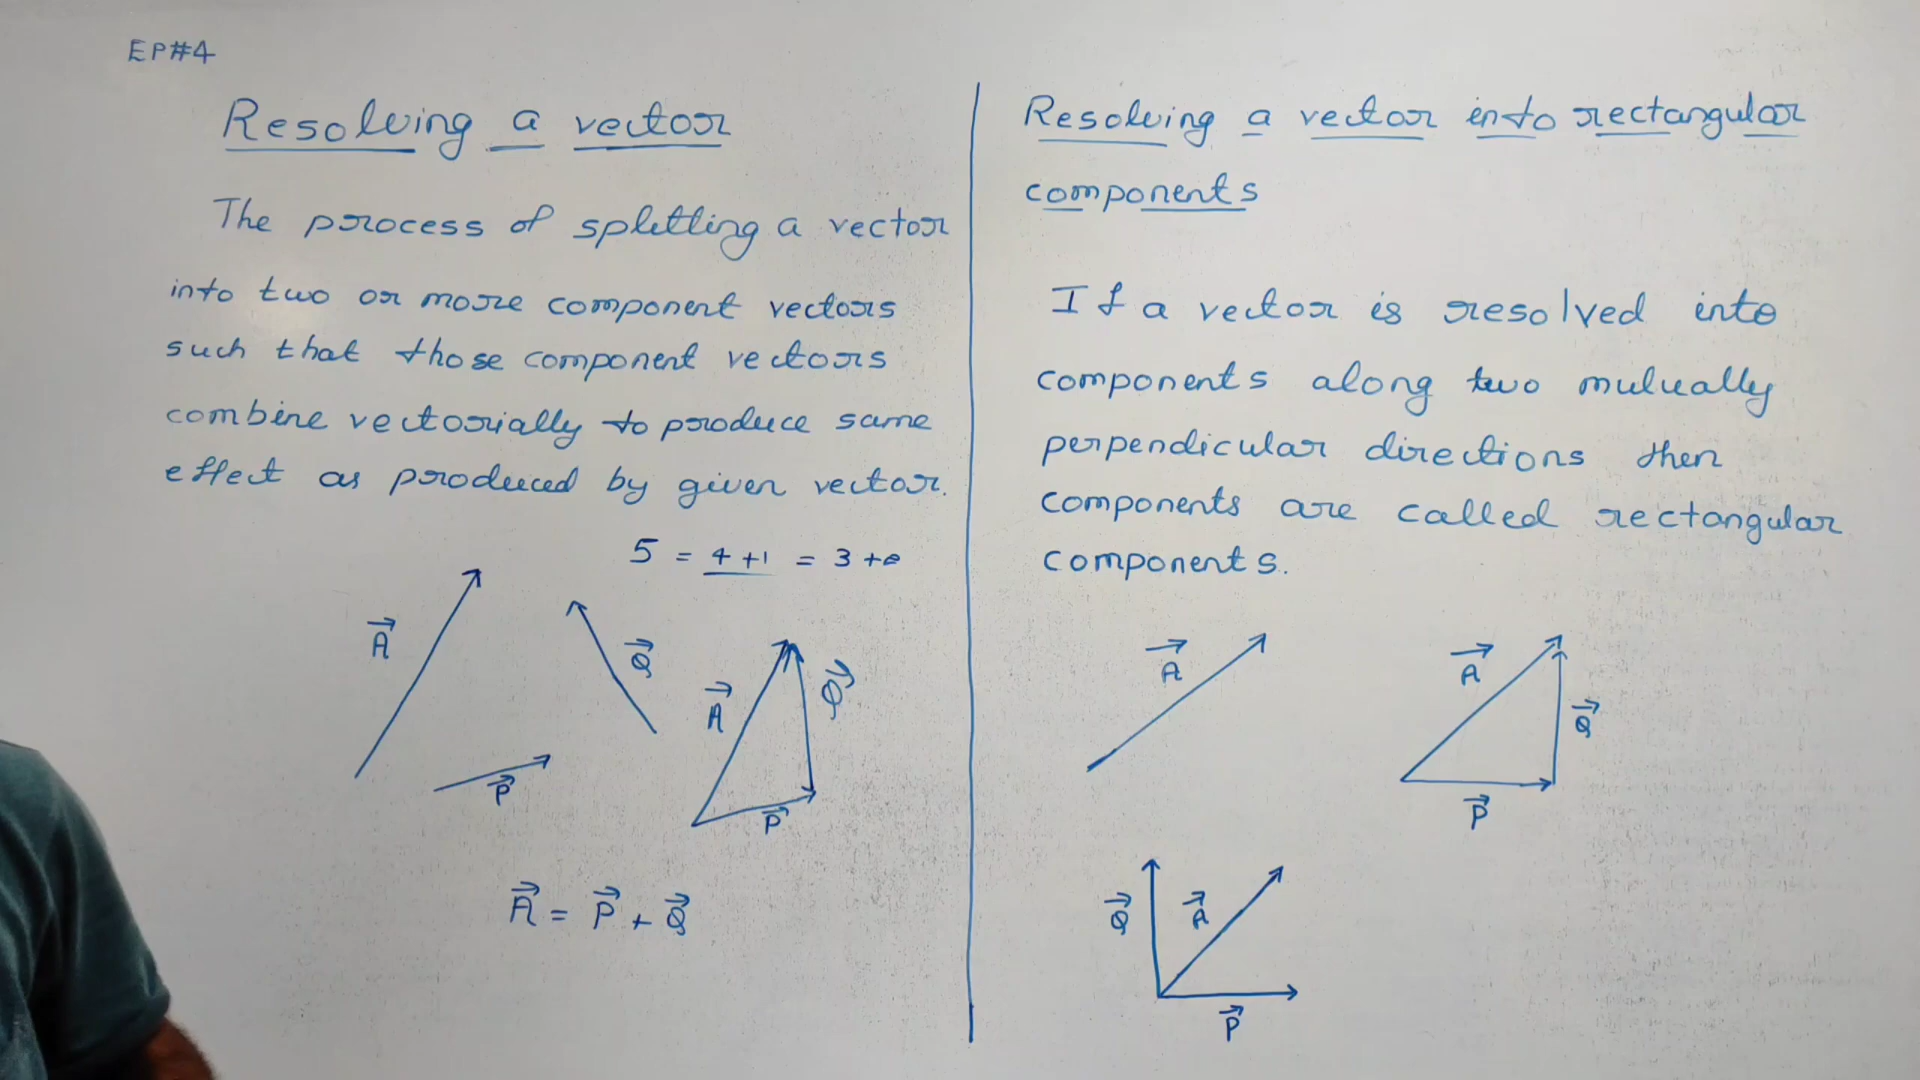 EP#4
Resolving a vector
The process of splitting a vector
into two or more component vectors
such that those component vectors
combine vectorially to produce same
effect as produced by given vector.
5 = 4 + 1 = 3 + 2
A⃗
Q⃗
P⃗
A⃗
Q⃗
P⃗
A⃗ = P⃗ + Q⃗
Resolving a vector into rectangular
components
If a vector is resolved into
components along two mutually
perpendicular directions then
components are called rectangular
components.
A⃗
A⃗
Q⃗
P⃗
Q⃗
A⃗
P⃗